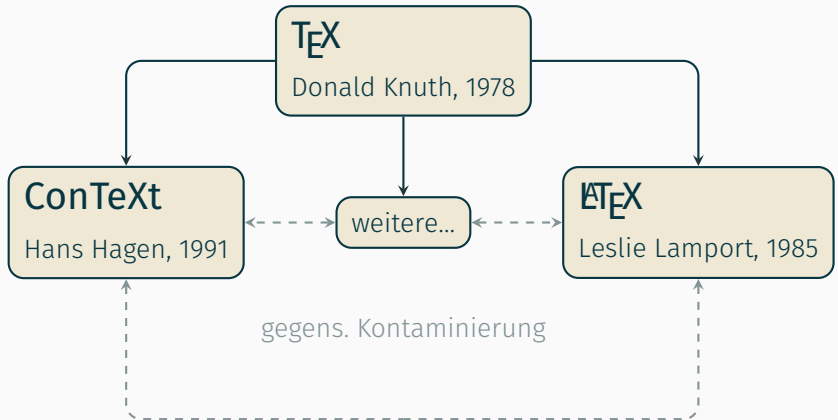 TEX
Donald Knuth, 1978
ConTeXt
Hans Hagen, 1991
weitere...
LATEX
Leslie Lamport, 1985
gegens. Kontaminierung